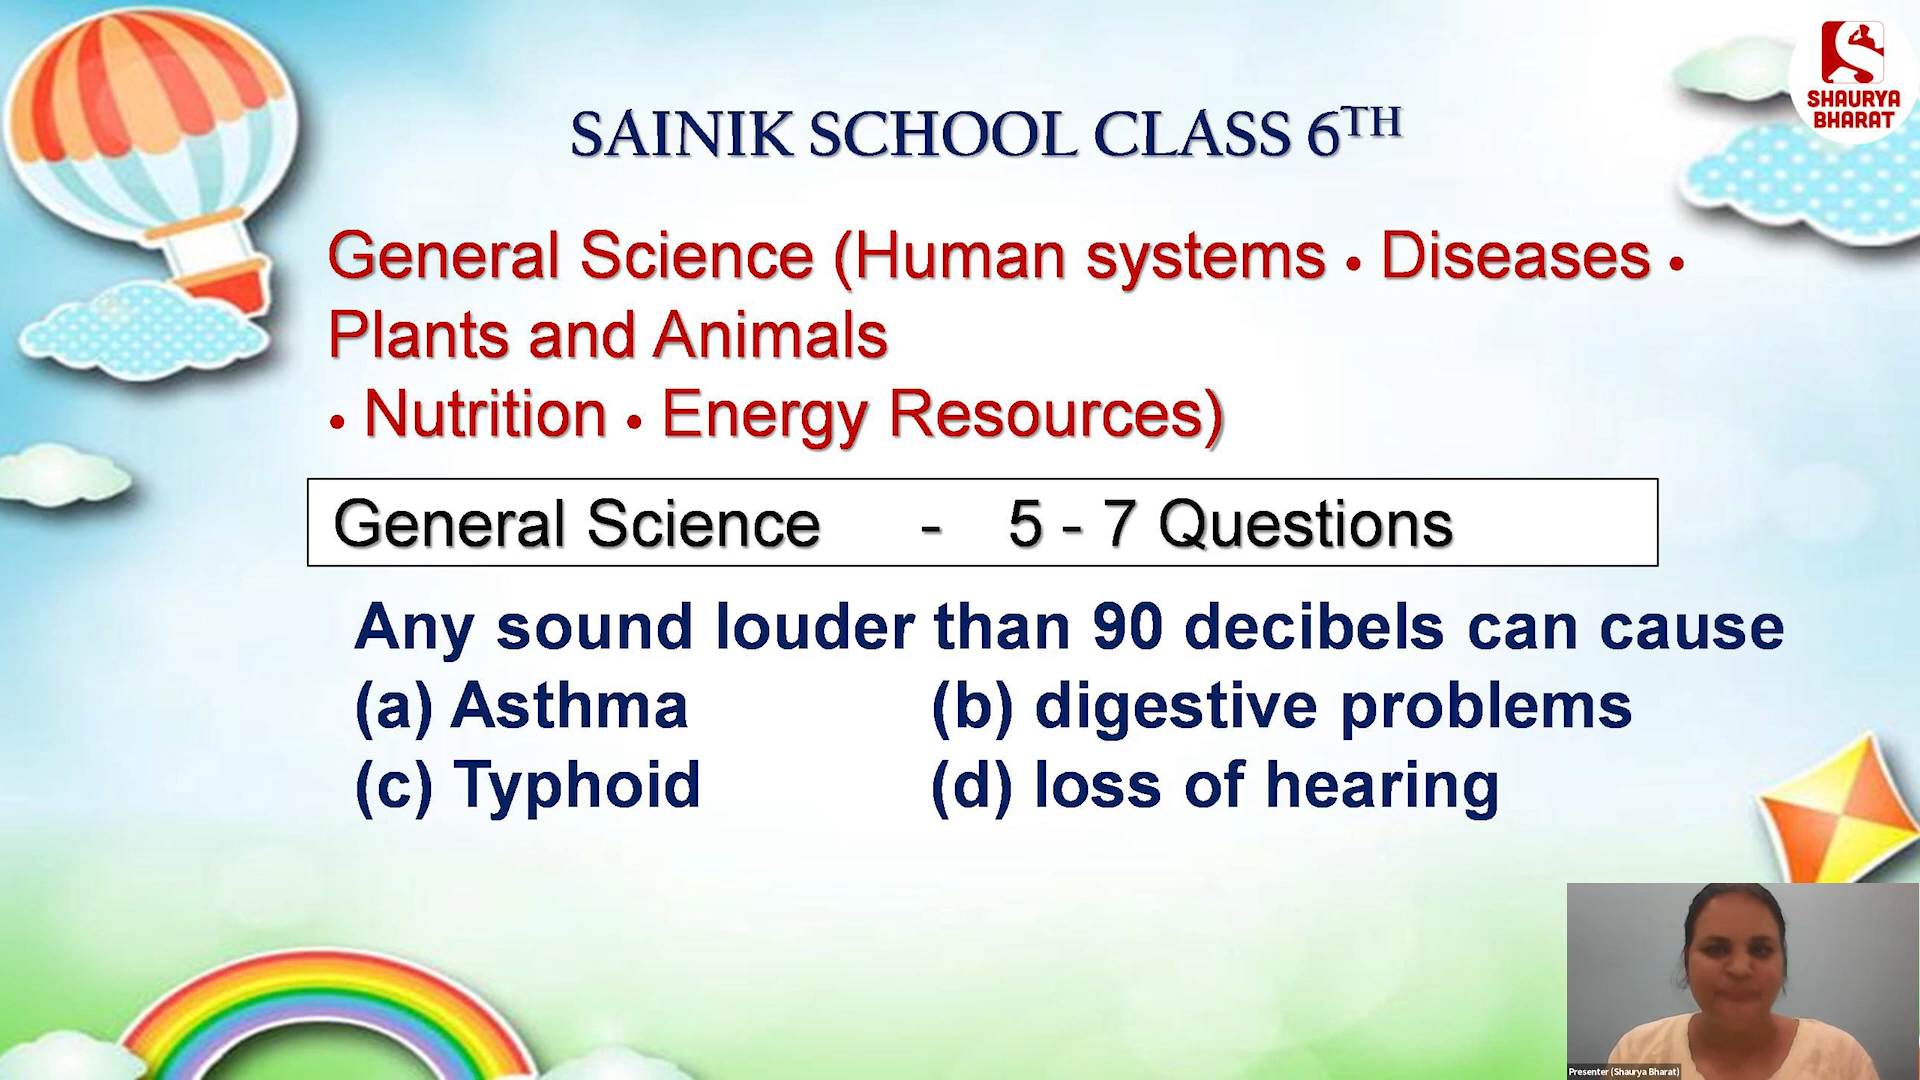 SHAURYA
BHARAT
SAINIK SCHOOL CLASS 6TH
General Science (Human systems • Diseases •
Plants and Animals
• Nutrition • Energy Resources)
General Science - 5 - 7 Questions
Any sound louder than 90 decibels can cause
(a) Asthma (b) digestive problems
(c) Typhoid (d) loss of hearing
Presenter (Shaurya Bharat)